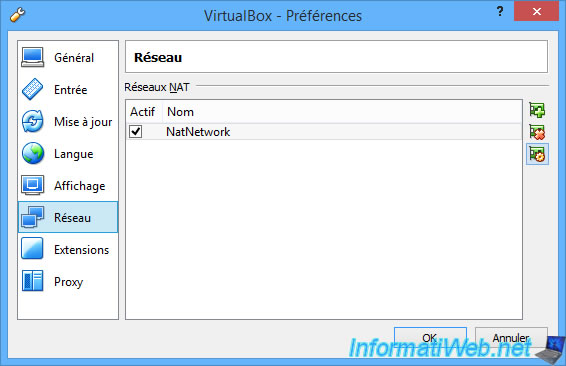 VirtualBox - Préférences
?
Général
Entrée
Mise à jour
Langue
Affichage
Réseau
Extensions
Proxy
Réseau
Réseaux NAT
Actif Nom
NatNetwork
OK
Annuler
InformatiWeb.net